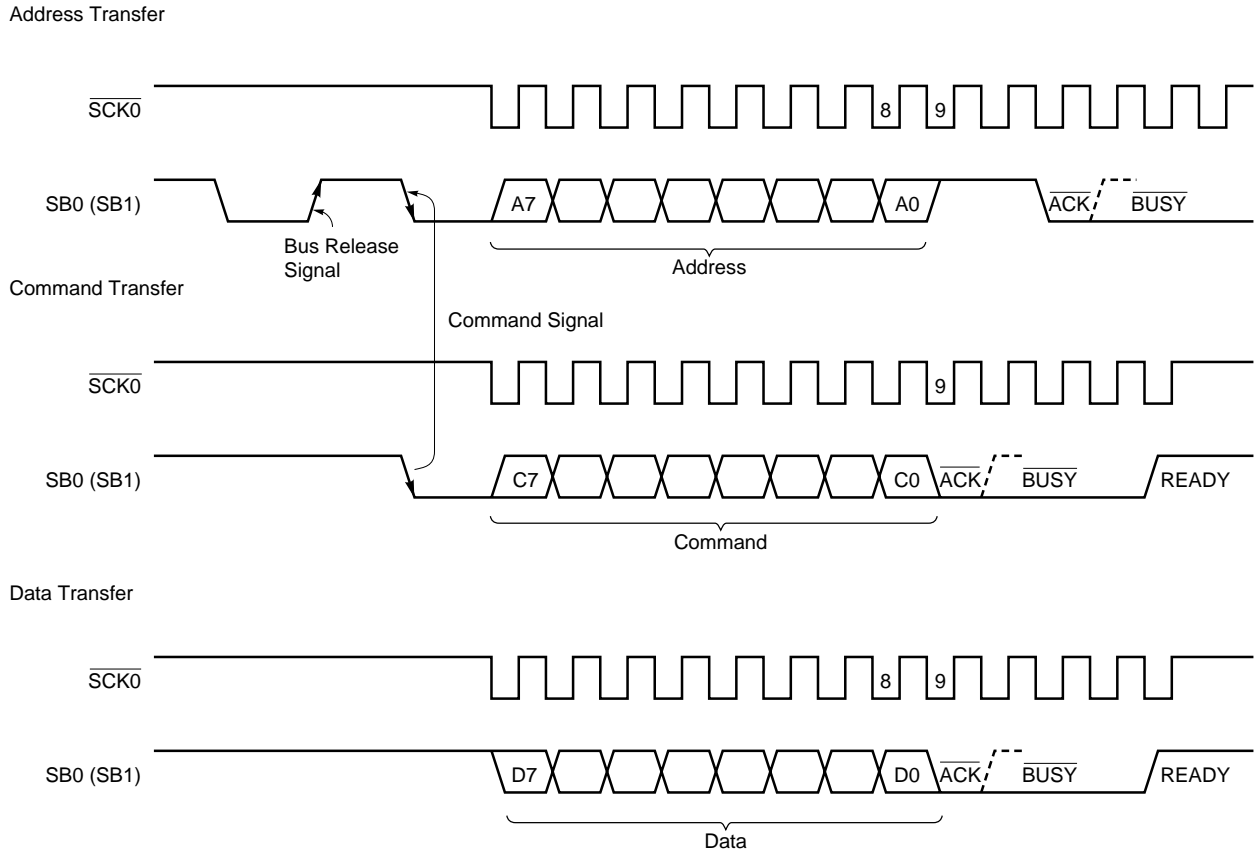 Address Transfer
SCK0
8 9
SB0 (SB1)
A7 A0 ACK BUSY
Bus Release
Signal
Address
Command Transfer
Command Signal
SCK0
9
SB0 (SB1)
C7 C0 ACK BUSY READY
Command
Data Transfer
SCK0
8 9
SB0 (SB1)
D7 D0 ACK BUSY READY
Data